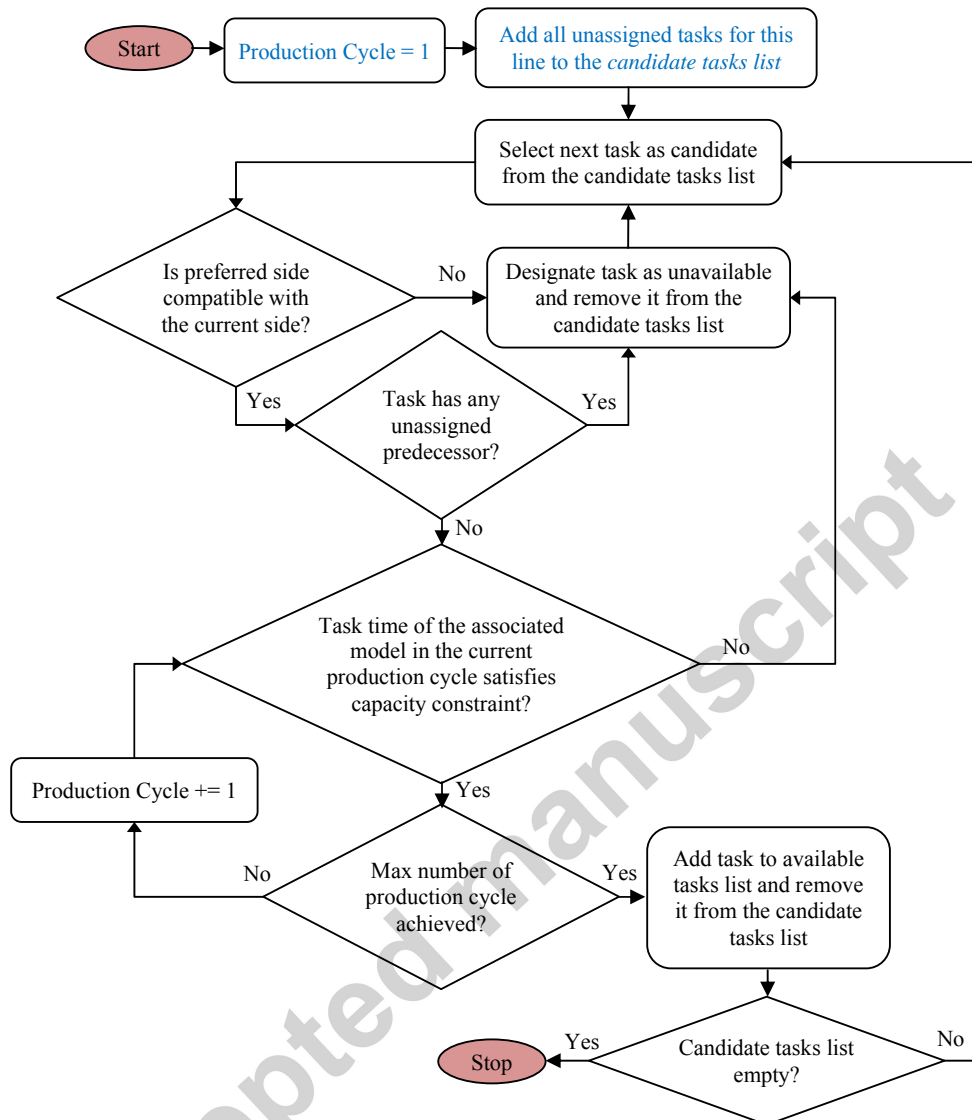 Start
Production Cycle = 1
Add all unassigned tasks for this
line to the candidate tasks list
Select next task as candidate
from the candidate tasks list
Is preferred side
compatible with
the current side?
No
Designate task as unavailable
and remove it from the
candidate tasks list
Yes
Task has any
unassigned
predecessor?
Yes
No
Task time of the associated
model in the current
production cycle satisfies
capacity constraint?
No
Production Cycle += 1
Yes
No
Max number of
production cycle
achieved?
Yes
Add task to available
tasks list and remove
it from the candidate
tasks list
Stop
Yes
Candidate tasks list
empty?
No
epted manuscript